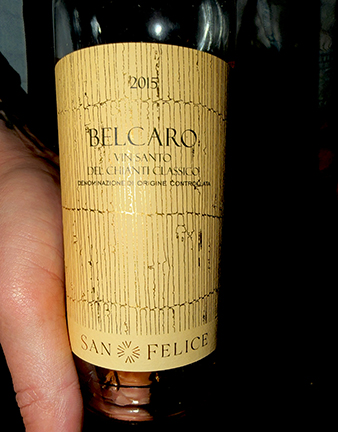 2015
BELCARO
VIN SANTO
DEL CHIANTI CLASSICO
DENOMINAZIONE DI ORIGINE CONTROLLATA
SAN FELICE